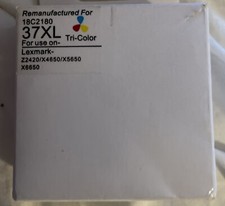 Remanufactured For
18C2180
37XL
Tri-Color
For use on-
Lexmark-
Z2420/X4650/X5650
X6650